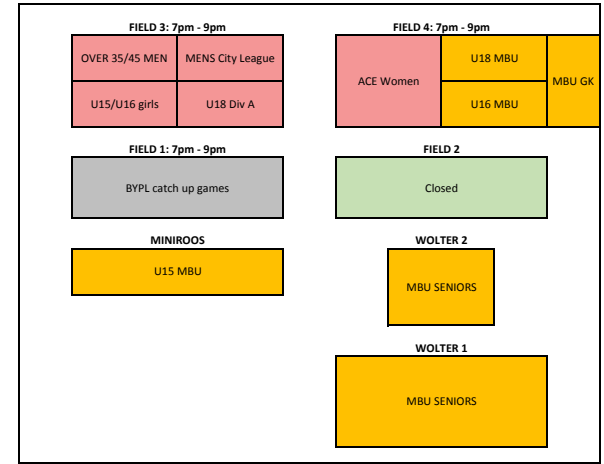 FIELD 3: 7pm - 9pm
OVER 35/45 MEN
MENS City League
U15/U16 girls
U18 Div A
FIELD 4: 7pm - 9pm
ACE Women
U18 MBU
U16 MBU
MBU GK
FIELD 1: 7pm - 9pm
BYPL catch up games
FIELD 2
Closed
MINIROOS
U15 MBU
WOLTER 2
MBU SENIORS
WOLTER 1
MBU SENIORS